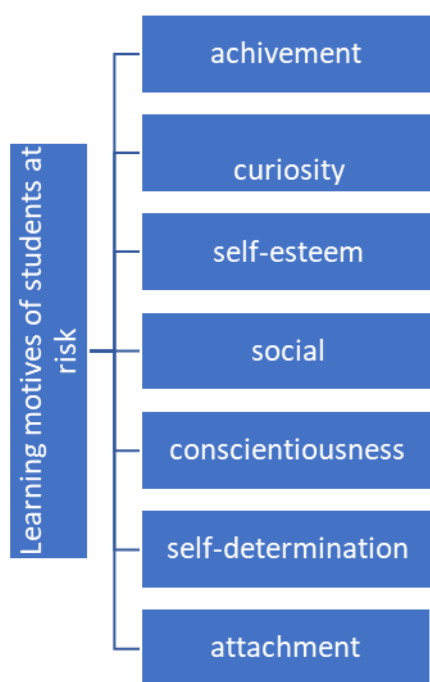 Learning motives of students at
risk
achivement
curiosity
self-esteem
social
conscientiousness
self-determination
attachment